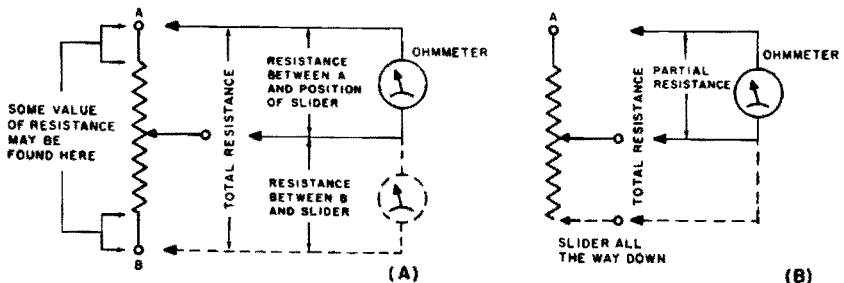 A
SOME VALUE
OF RESISTANCE
MAY BE
FOUND HERE
B
TOTAL RESISTANCE
RESISTANCE
BETWEEN A
AND POSITION
OF SLIDER
OHMMETER
RESISTANCE
BETWEEN B
AND SLIDER
(A)
A
TOTAL RESISTANCE
PARTIAL
RESISTANCE
OHMMETER
SLIDER ALL
THE WAY DOWN
(B)